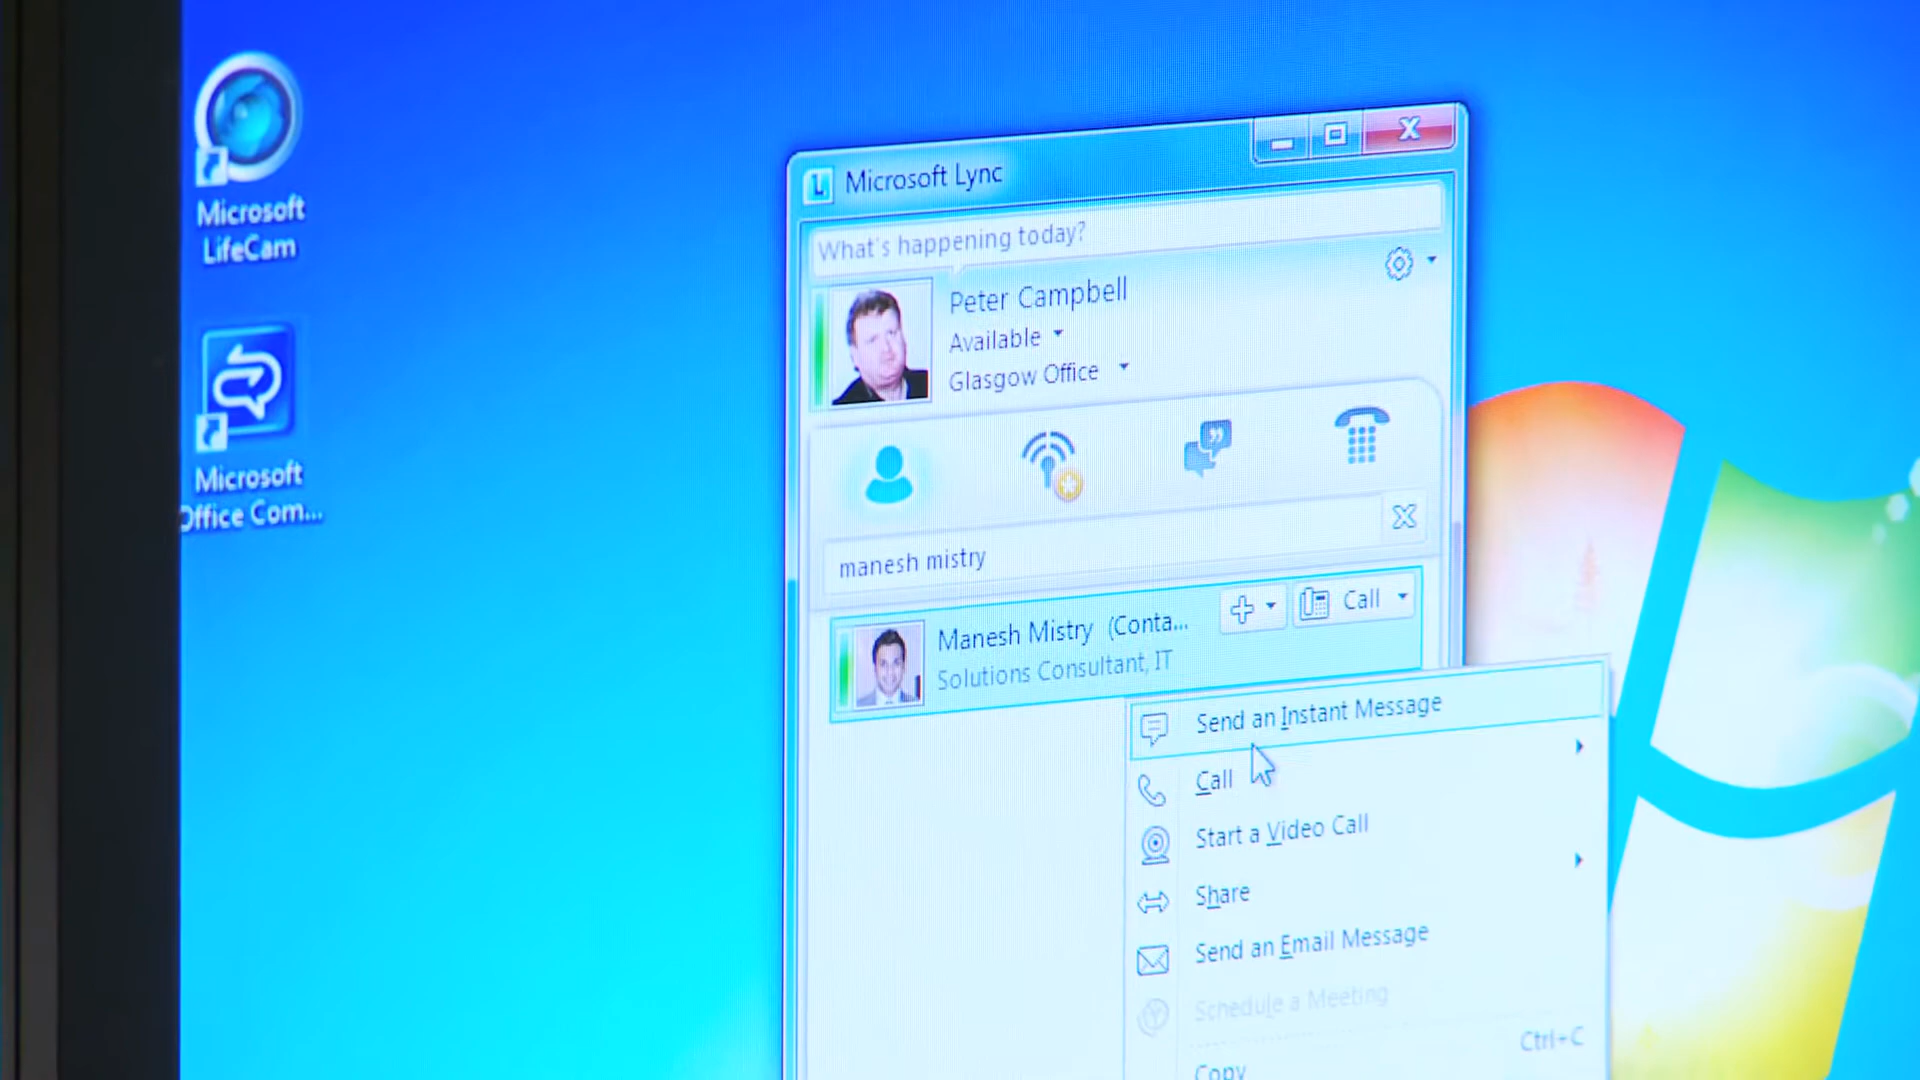 Microsoft
LifeCam
Microsoft
Office Com...
L Microsoft Lync
What's happening today?
Peter Campbell
Available
Glasgow Office
manesh mistry
Manesh Mistry (Conta...
Call
Solutions Consultant, IT
Send an Instant Message
Call
Start a Video Call
Share
Send an Email Message
Schedule a Meeting
Copy Ctrl+C